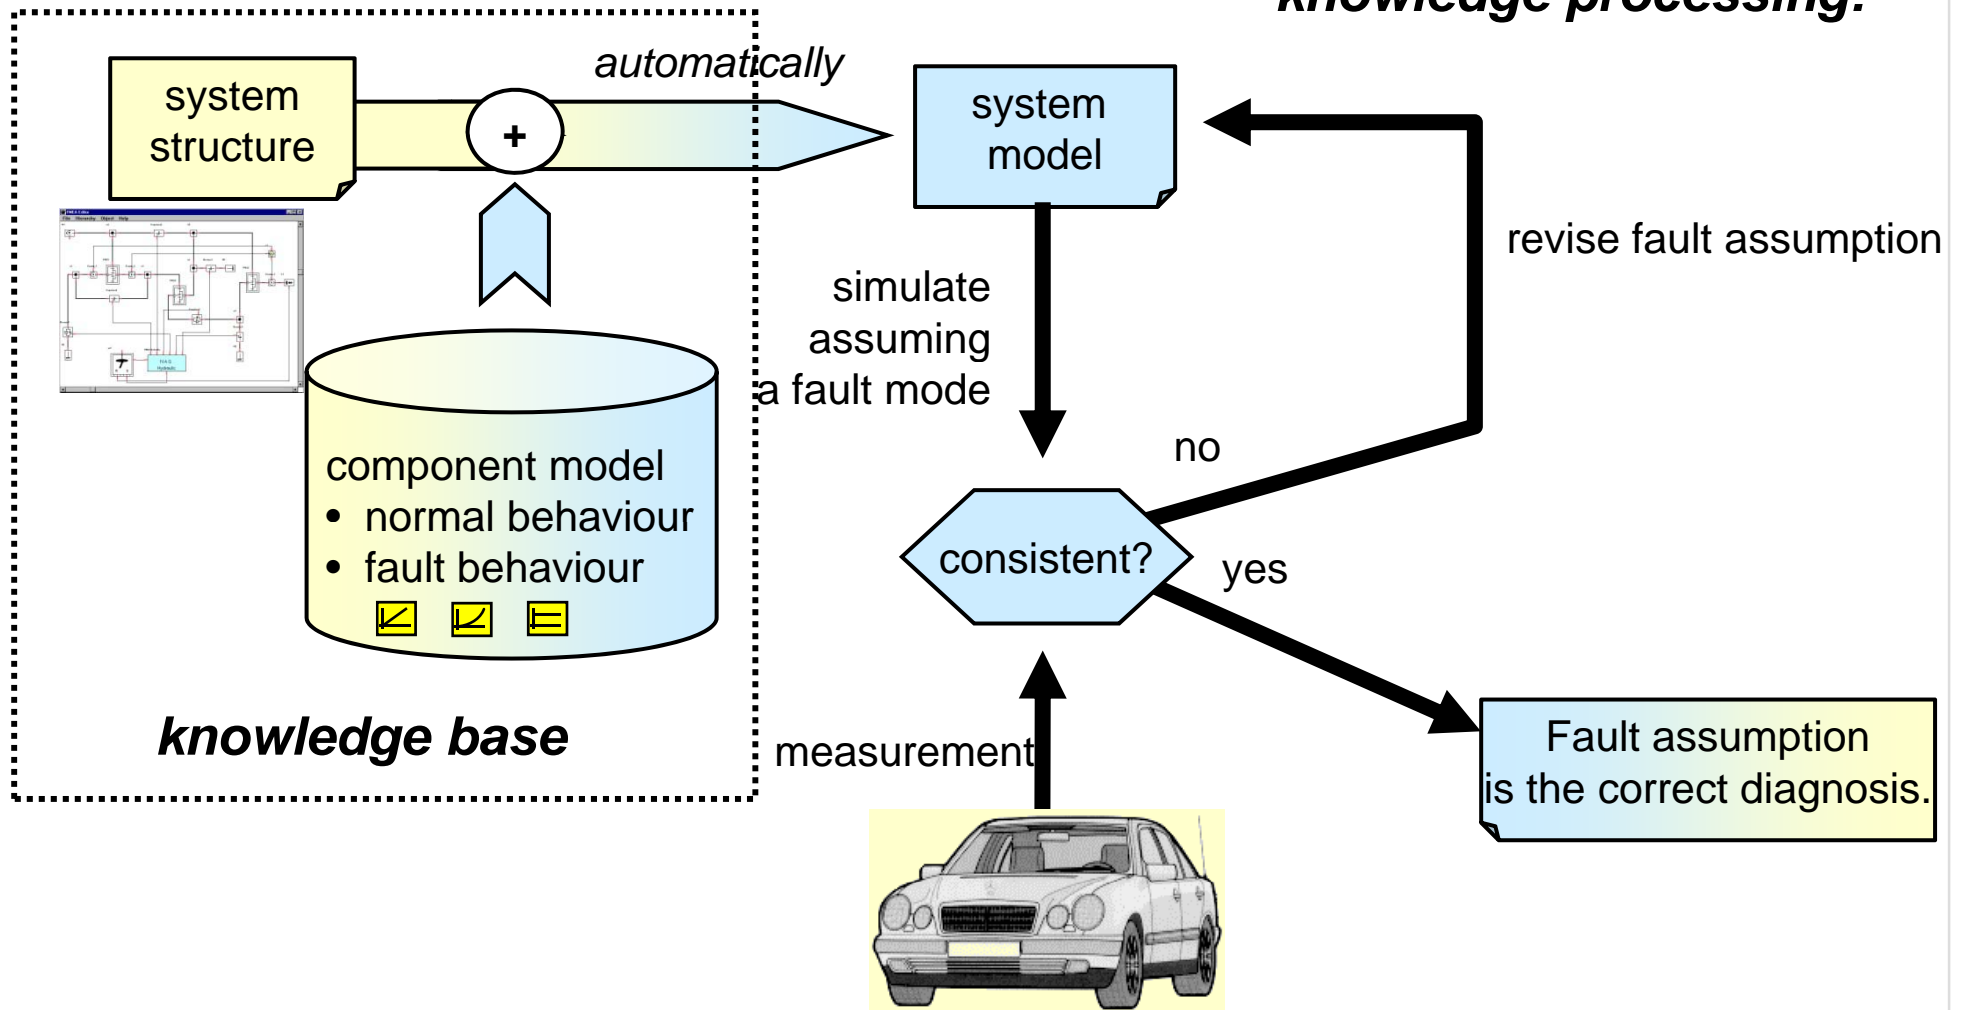 knowledge processing:
automatically
system
structure
+
system
model
revise fault assumption
simulate
assuming
a fault mode
component model
• normal behaviour
• fault behaviour
no
consistent?
yes
knowledge base
measurement
Fault assumption
is the correct diagnosis.